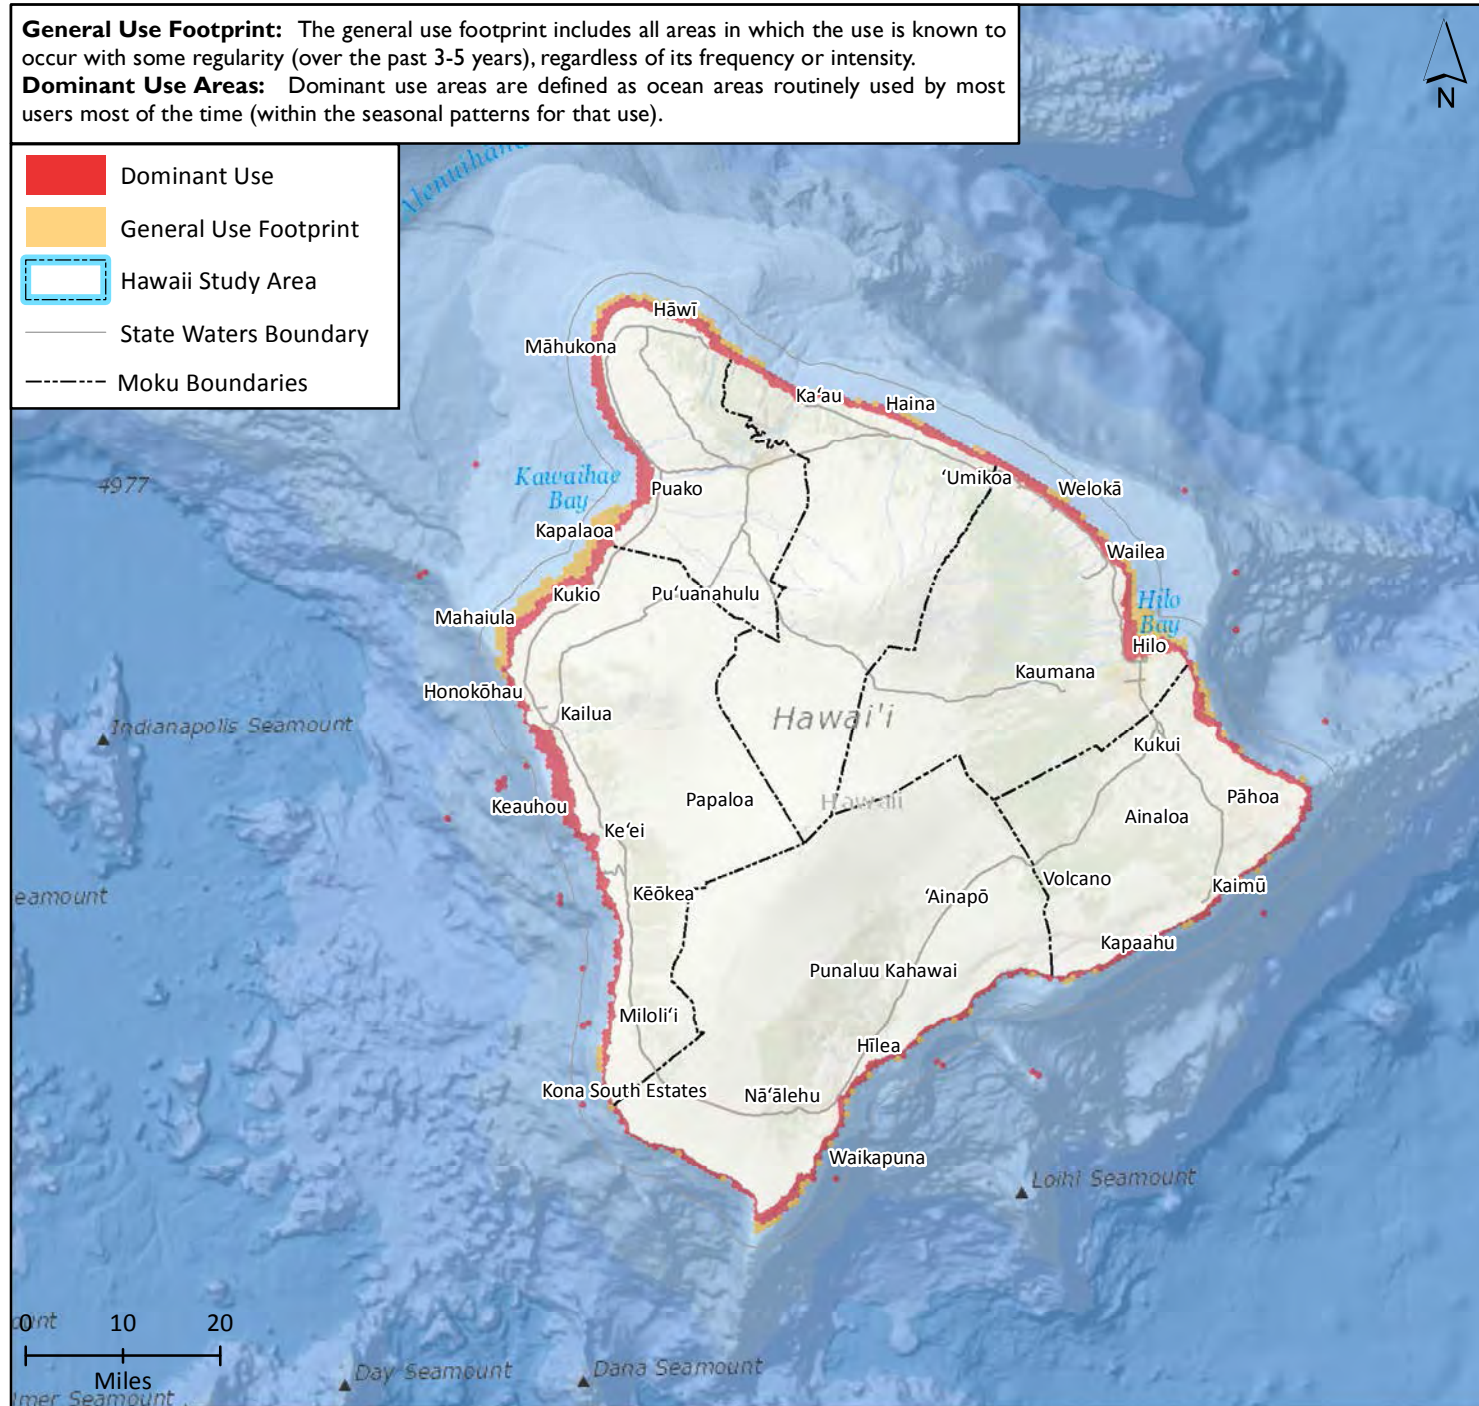 General Use Footprint: The general use footprint includes all areas in which the use is known to
occur with some regularity (over the past 3-5 years), regardless of its frequency or intensity.
Dominant Use Areas: Dominant use areas are defined as ocean areas routinely used by most
users most of the time (within the seasonal patterns for that use).
N
Dominant Use
General Use Footprint
Hawaii Study Area
State Waters Boundary
Moku Boundaries
Hāwī
Māhukona
Kaʻau
Haina
Kawaihae
Bay
4977
Puako
ʻUmikoa
Welokā
Kapalaoa
Wailea
Kukio
Puʻuanahulu
Hilo
Bay
Mahaiula
Hilo
Kaumana
Honokōhau
Kailua
Hawai'i
Indianapolis Seamount
Kukui
Keauhou
Papaloa
Hawaii
Pāhoa
Ainaloa
Keʻei
Volcano
Kaimū
Kēōkea
ʻAinapō
eamount
Kapaahu
Punaluu Kahawai
Miloliʻi
Hīlea
Kona South Estates
Nāʻālehu
Waikapuna
Loihi Seamount
0 10 20
Miles
Day Seamount
Dana Seamount
lmer Seamount